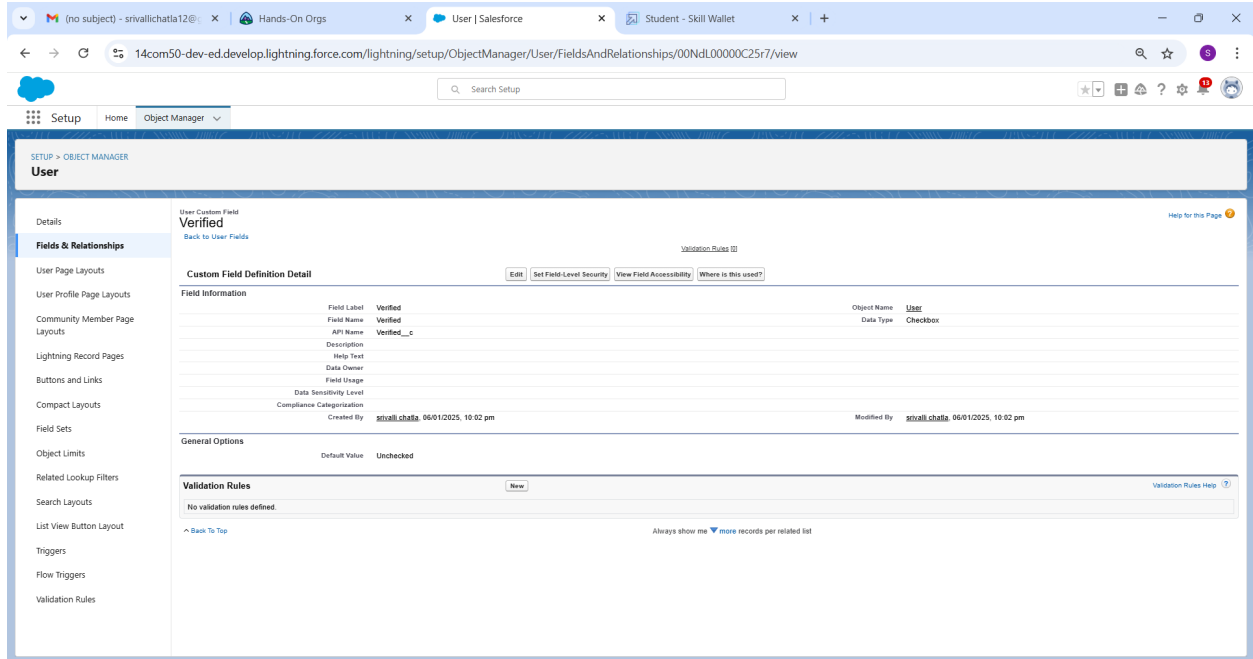 (no subject) - srivallichatla12@g
Hands-On Orgs
User | Salesforce
Student - Skill Wallet
14com50-dev-ed.develop.lightning.force.com/lightning/setup/ObjectManager/User/FieldsAndRelationships/00NdL00000C25r7/view
S
Search Setup
13
Setup Home Object Manager
SETUP > OBJECT MANAGER
User
Details
Fields & Relationships
User Page Layouts
User Profile Page Layouts
Community Member Page
Layouts
Lightning Record Pages
Buttons and Links
Compact Layouts
Field Sets
Object Limits
Related Lookup Filters
Search Layouts
List View Button Layout
Triggers
Flow Triggers
Validation Rules
User Custom Field
Verified
Back to User Fields
Help for this Page
Validation Rules [0]
Custom Field Definition Detail Edit Set Field-Level Security View Field Accessibility Where is this used?
Field Information
Field Label Verified Object Name User
Field Name Verified Data Type Checkbox
API Name Verified__c
Description
Help Text
Data Owner
Field Usage
Data Sensitivity Level
Compliance Categorization
Created By srivalli chatla, 06/01/2025, 10:02 pm Modified By srivalli chatla, 06/01/2025, 10:02 pm
General Options
Default Value Unchecked
Validation Rules New Validation Rules Help ?
No validation rules defined.
^ Back To Top Always show me more records per related list